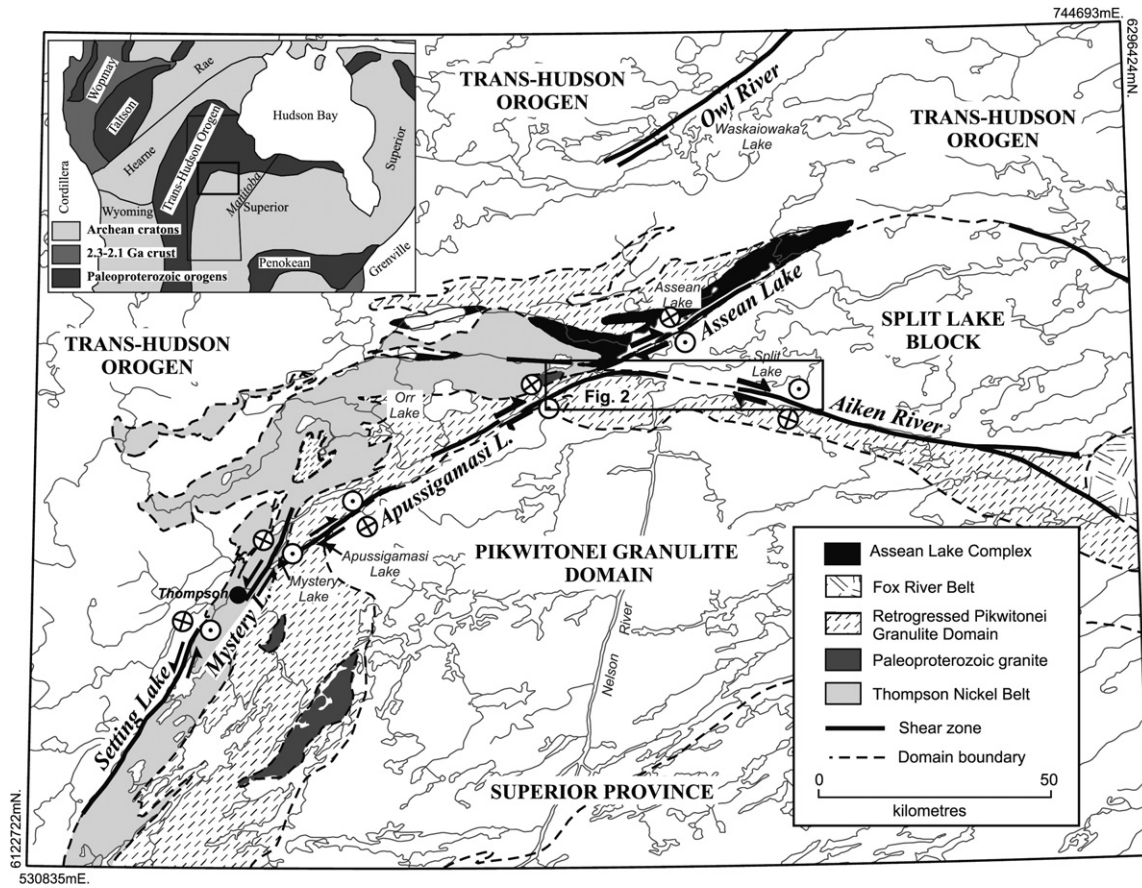 744693mE.
6296424mN.
Wopmay
Taltson
Rae
Hearne
Trans-Hudson Orogen
Hudson Bay
Superior
Cordillera
Wyoming
Manitoba
Superior
Penokean
Grenville
Archean cratons
2.3-2.1 Ga crust
Paleoproterozoic orogens
TRANS-HUDSON
OROGEN
Owl River
Waskaiowaka
Lake
TRANS-HUDSON
OROGEN
TRANS-HUDSON
OROGEN
Assean
Lake
Assean Lake
SPLIT LAKE
BLOCK
Split
Lake
Fig. 2
Aiken River
Orr
Lake
Apussigamasi L.
Apussigamasi
Lake
Mystery
Lake
Thompson
Mystery L.
Setting Lake
PIKWITONEI GRANULITE
DOMAIN
Nelson River
SUPERIOR PROVINCE
Assean Lake Complex
Fox River Belt
Retrogressed Pikwitonei
Granulite Domain
Paleoproterozoic granite
Thompson Nickel Belt
Shear zone
Domain boundary
0 50
kilometres
6122722mN.
530835mE.